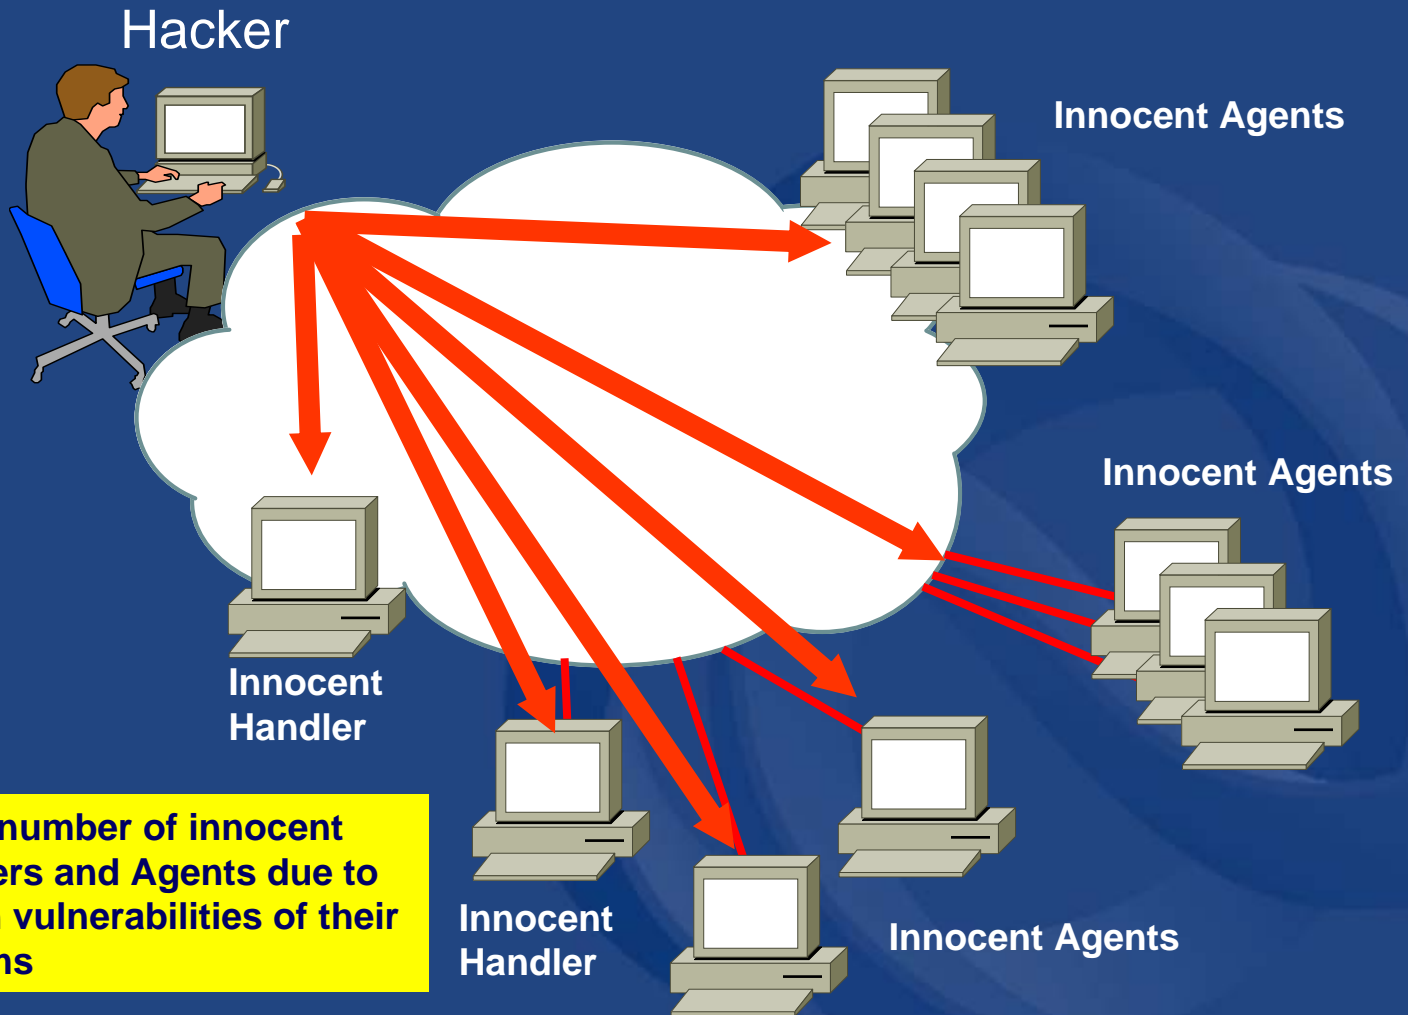 Hacker
Innocent Agents
Innocent Agents
Innocent
Handler
number of innocent
ers and Agents due to
vulnerabilities of their
ns
Innocent
Handler
Innocent Agents